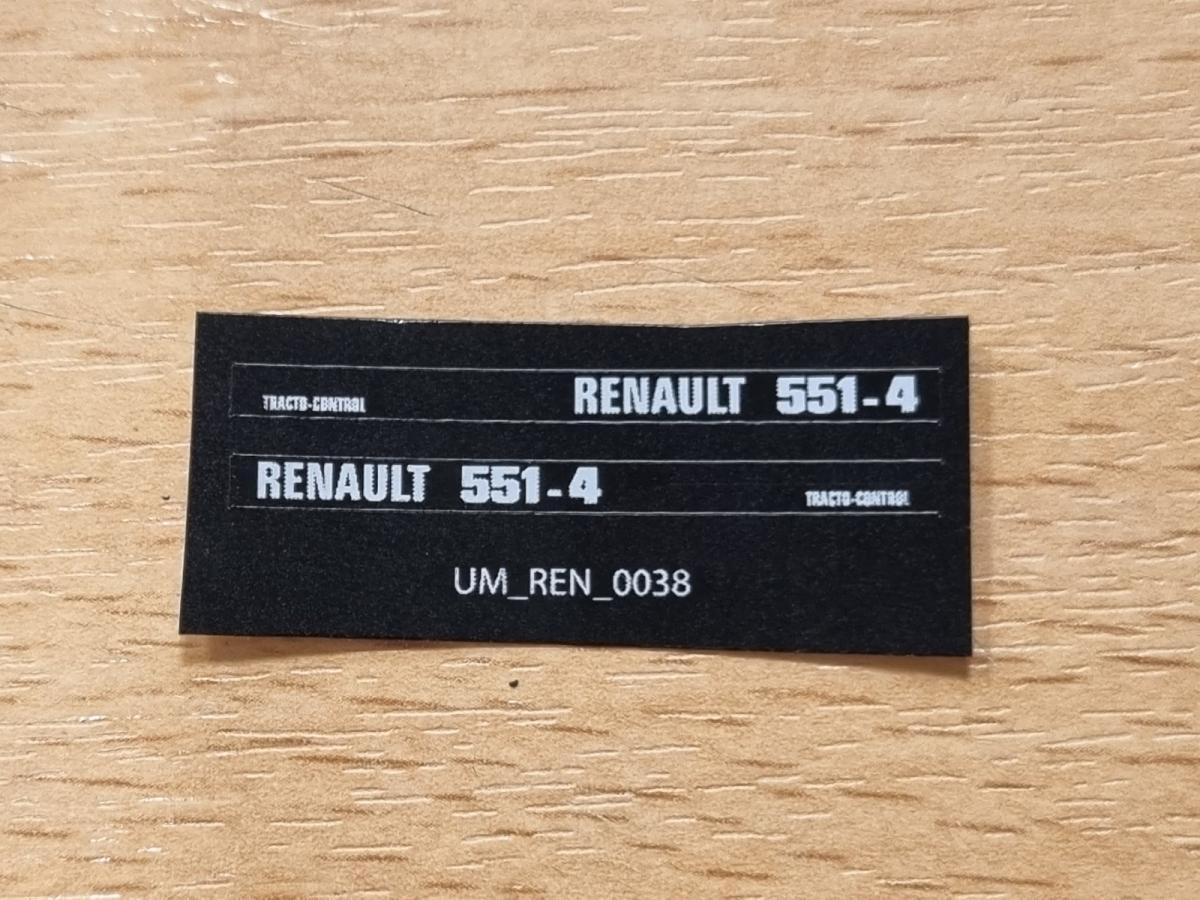 TRACTO-CONTROL RENAULT 551-4
RENAULT 551-4 TRACTO-CONTROL
UM_REN_0038